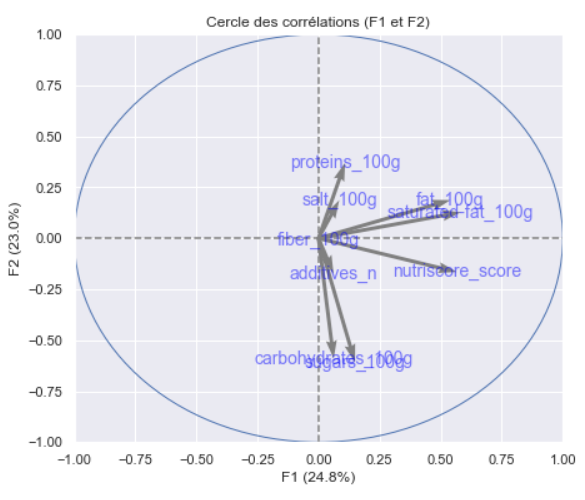 Cercle des corrélations (F1 et F2)
1.00
0.75
0.50
proteins_100g
0.25
salt_100g
fat_100g
saturated-fat_100g
0.00
fiber_100g
additives_n
nutriscore_score
−0.25
−0.50
carbohydrates_100g
sugars_100g
−0.75
−1.00
−1.00 −0.75 −0.50 −0.25 0.00 0.25 0.50 0.75 1.00
F1 (24.8%)
F2 (23.0%)